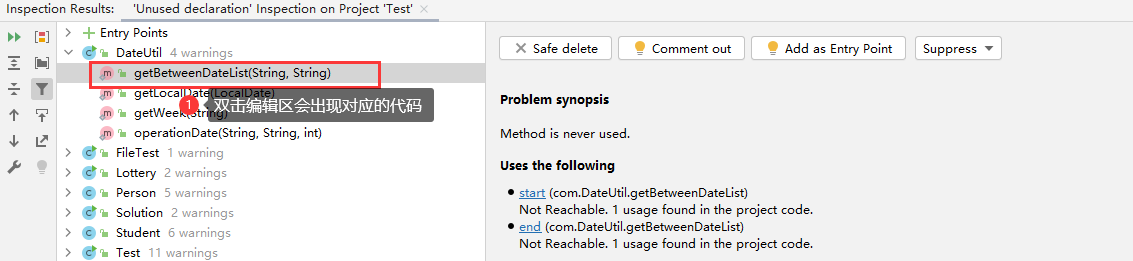 Inspection Results: 'Unused declaration' Inspection on Project 'Test' ×
Entry Points
DateUtil 4 warnings
getBetweenDateList(String, String)
getLocalDate(LocalDate)
1 双击编辑区会出现对应的代码
getWeek(String)
operationDate(String, String, int)
FileTest 1 warning
Lottery 2 warnings
Person 5 warnings
Solution 2 warnings
Student 6 warnings
Test 11 warnings
Safe delete Comment out Add as Entry Point Suppress
Problem synopsis
Method is never used.
Uses the following
• start (com.DateUtil.getBetweenDateList)
Not Reachable. 1 usage found in the project code.
• end (com.DateUtil.getBetweenDateList)
Not Reachable. 1 usage found in the project code.